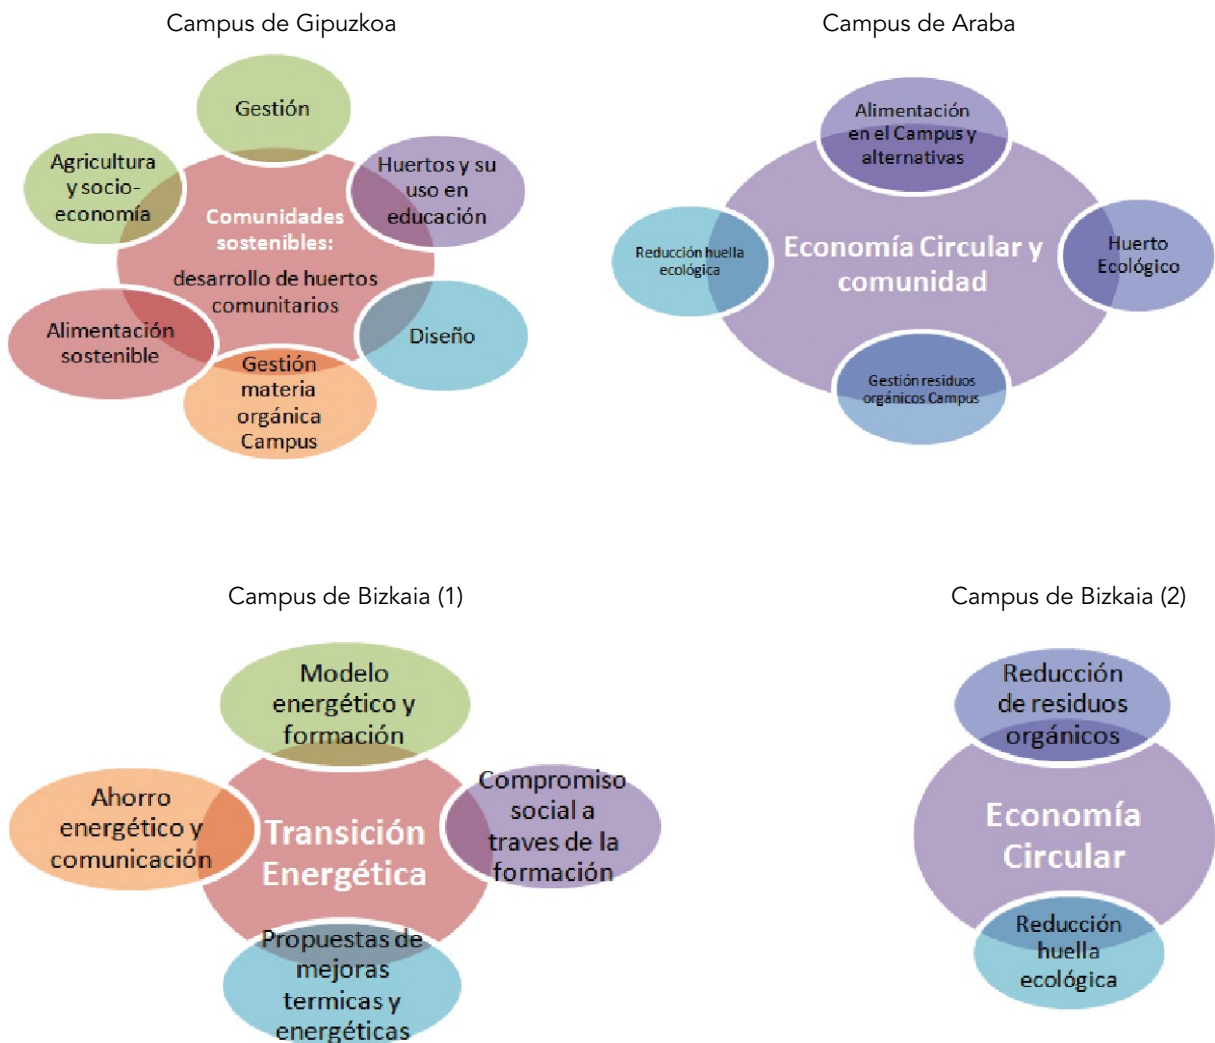 Campus de Gipuzkoa
Gestión
Agricultura
y socio-
economía
Huertos y su
uso en
educación
Comunidades
sostenibles:
desarrollo de huertos
comunitarios
Alimentación
sostenible
Diseño
Gestión
materia
orgánica
Campus
Campus de Araba
Alimentación
en el Campus y
alternativas
Reducción huella
ecológica
Economía Circular y
comunidad
Huerto
Ecológico
Gestión residuos
orgánicos Campus
Campus de Bizkaia (1)
Modelo
energético y
formación
Ahorro
energético y
comunicación
Transición
Energética
Compromiso
social a
traves de la
formación
Propuestas de
mejoras
termicas y
energéticas
Campus de Bizkaia (2)
Reducción
de residuos
orgánicos
Economía
Circular
Reducción
huella
ecológica